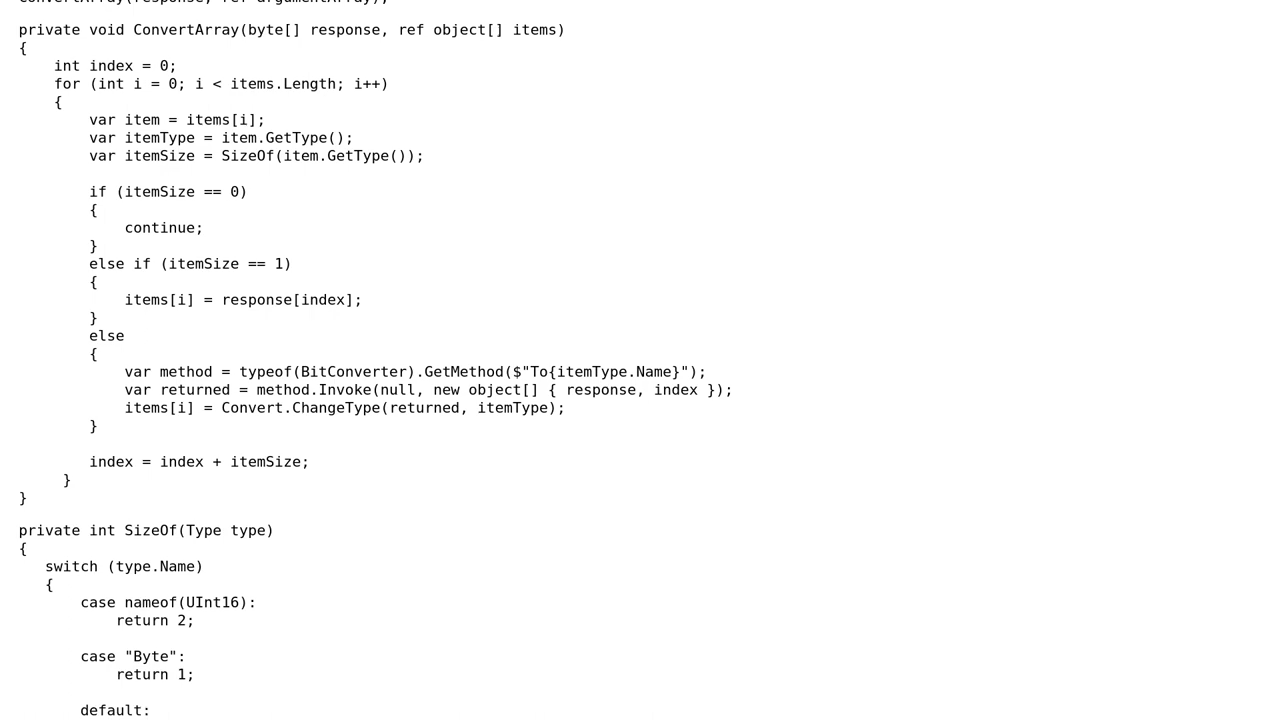 ConvertArray(response, ref argumentArray);
private void ConvertArray(byte[] response, ref object[] items)
{
    int index = 0;
    for (int i = 0; i < items.Length; i++)
    {
        var item = items[i];
        var itemType = item.GetType();
        var itemSize = SizeOf(item.GetType());
        if (itemSize == 0)
        {
            continue;
        }
        else if (itemSize == 1)
        {
            items[i] = response[index];
        }
        else
        {
            var method = typeof(BitConverter).GetMethod($"To{itemType.Name}");
            var returned = method.Invoke(null, new object[] { response, index });
            items[i] = Convert.ChangeType(returned, itemType);
        }
        index = index + itemSize;
     }
}
private int SizeOf(Type type)
{
   switch (type.Name)
   {
       case nameof(UInt16):
           return 2;
       case "Byte":
           return 1;
       default: